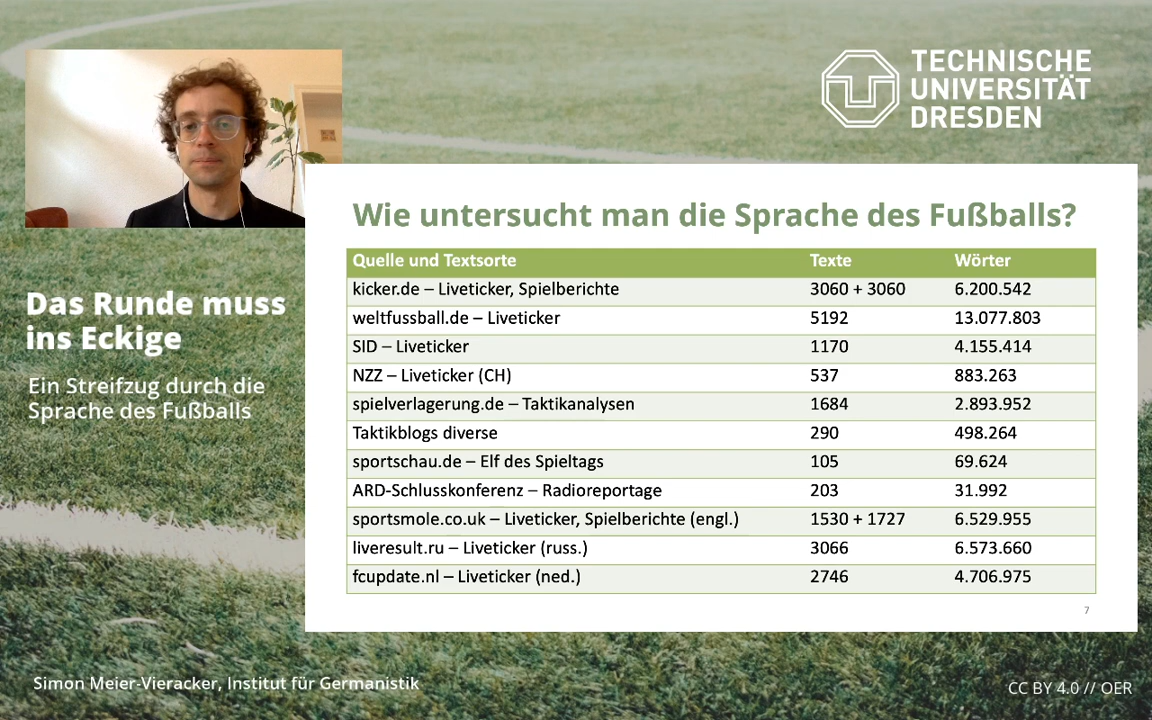 TECHNISCHE
UNIVERSITÄT
DRESDEN
Das Runde muss
ins Eckige
Ein Streifzug durch die
Sprache des Fußballs
Wie untersucht man die Sprache des Fußballs?
Quelle und Textsorte Texte Wörter
kicker.de – Liveticker, Spielberichte 3060 + 3060 6.200.542
weltfussball.de – Liveticker 5192 13.077.803
SID – Liveticker 1170 4.155.414
NZZ – Liveticker (CH) 537 883.263
spielverlagerung.de – Taktikanalysen 1684 2.893.952
Taktikblogs diverse 290 498.264
sportschau.de – Elf des Spieltags 105 69.624
ARD-Schlusskonferenz – Radioreportage 203 31.992
sportsmole.co.uk – Liveticker, Spielberichte (engl.) 1530 + 1727 6.529.955
liveresult.ru – Liveticker (russ.) 3066 6.573.660
fcupdate.nl – Liveticker (ned.) 2746 4.706.975
7
Simon Meier-Vieracker, Institut für Germanistik
CC BY 4.0 // OER